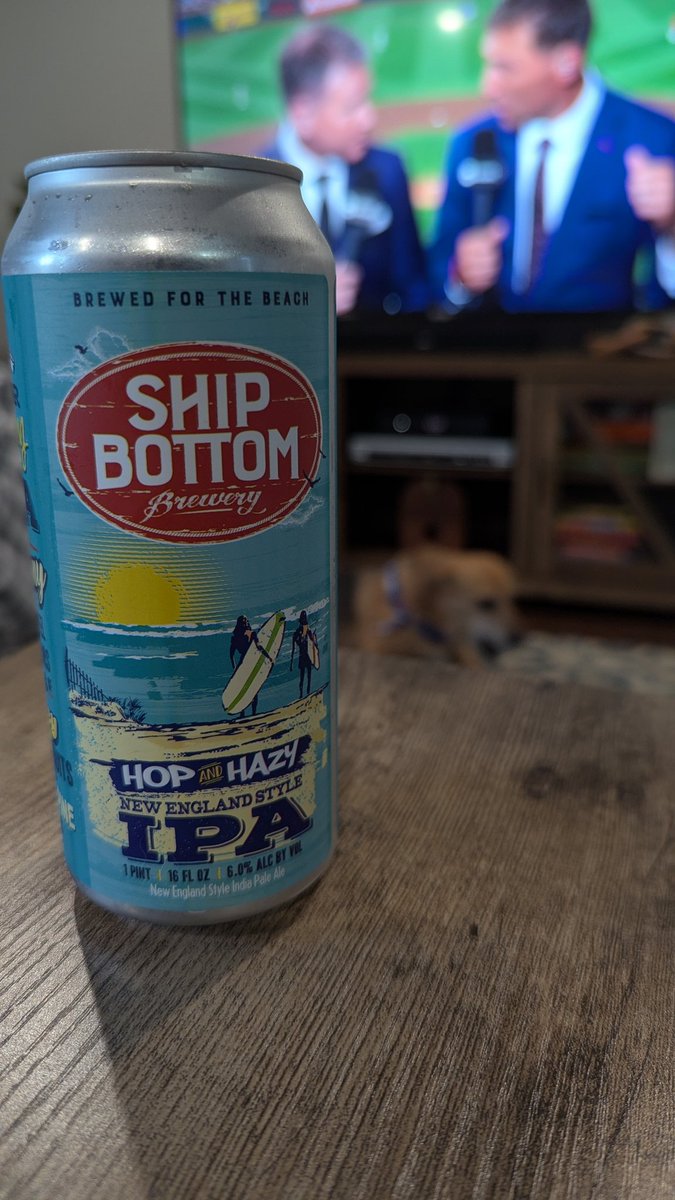 BREWED FOR THE BEACH
SHIP
BOTTOM
Brewery
HOP AND HAZY
NEW ENGLAND STYLE
IPA
1 PINT | 16 FL OZ | 6.0% ALC BY VOL
New England Style India Pale Ale